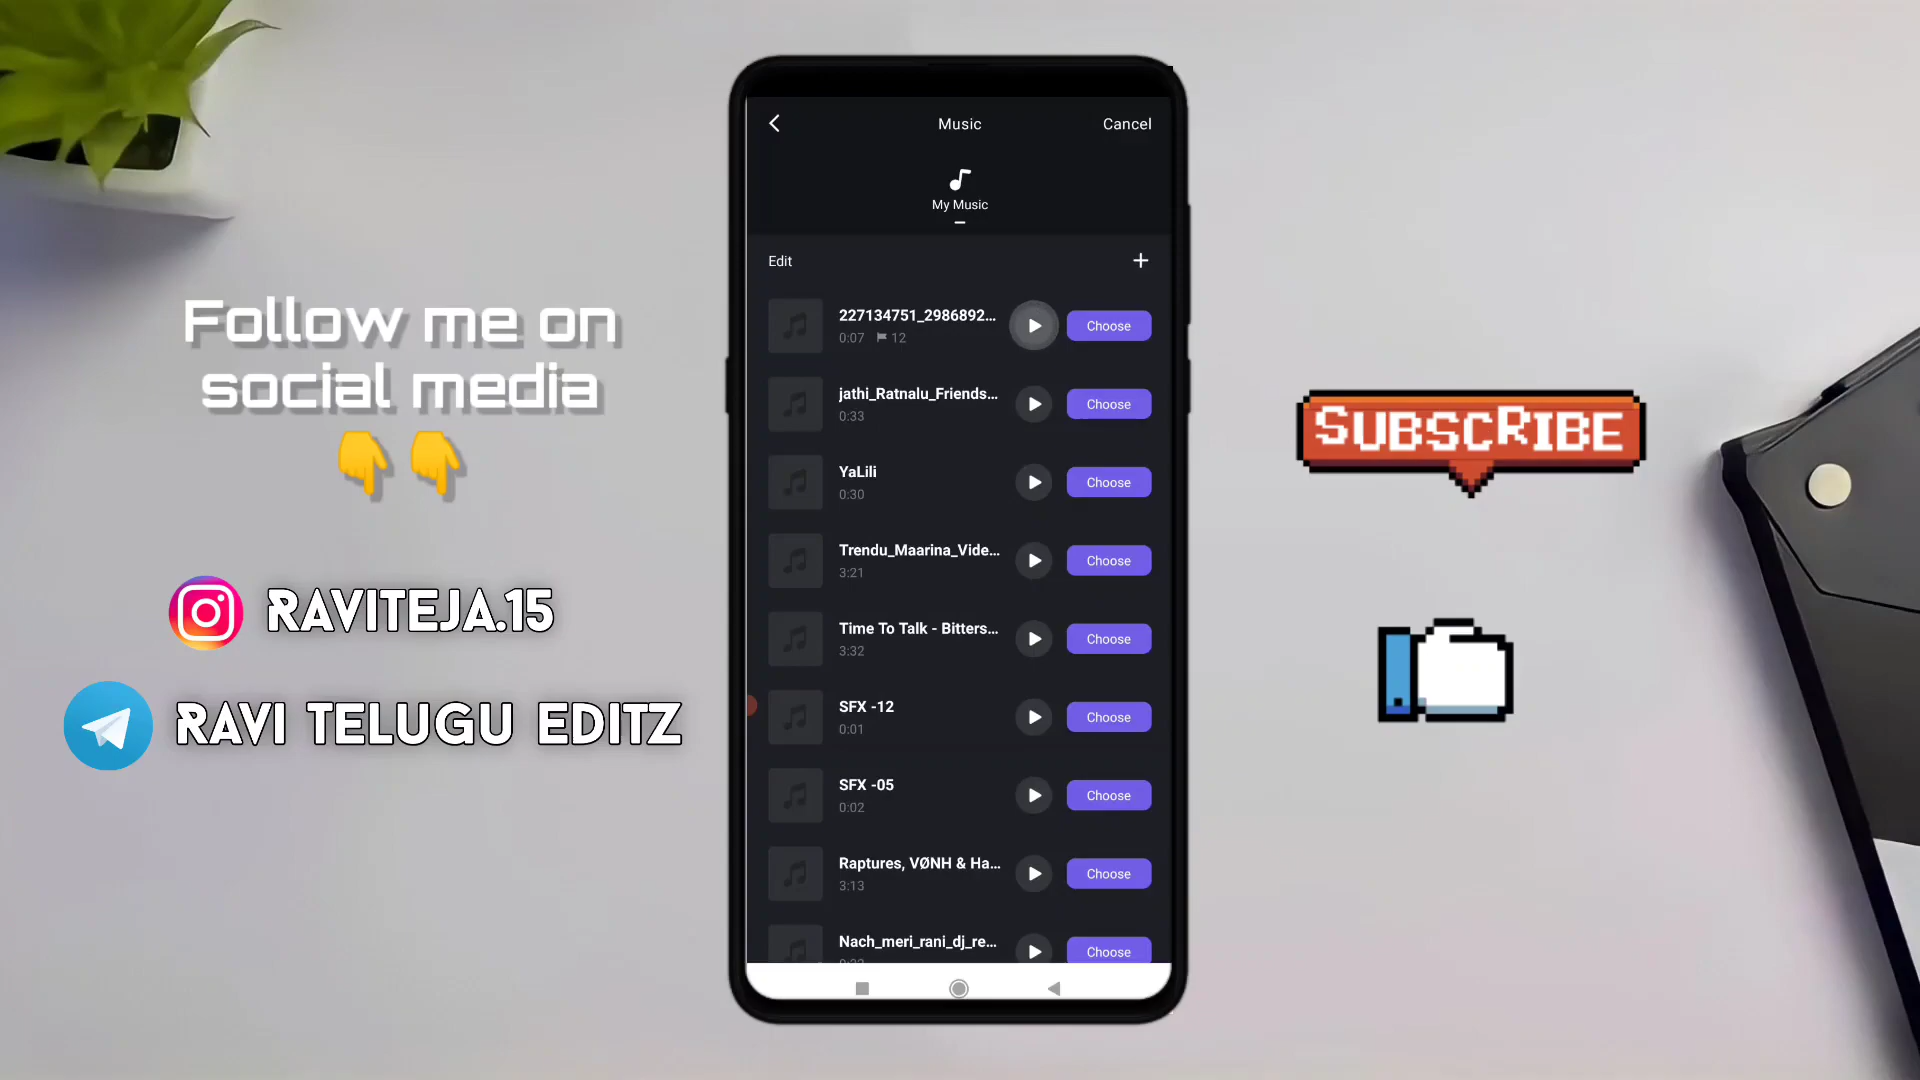 Follow me on
social media
👇👇
RAVITEJA.15
RAVI TELUGU EDITZ
Music
Cancel
My Music
Edit
227134751_2986892...
0:07 12
Choose
jathi_Ratnalu_Friends...
0:33
Choose
YaLili
0:30
Choose
Trendu_Maarina_Vide...
3:21
Choose
Time To Talk - Bitters...
3:32
Choose
SFX -12
0:01
Choose
SFX -05
0:02
Choose
Raptures, VØNH & Ha...
3:13
Choose
Nach_meri_rani_dj_re...
Choose
SUBSCRIBE